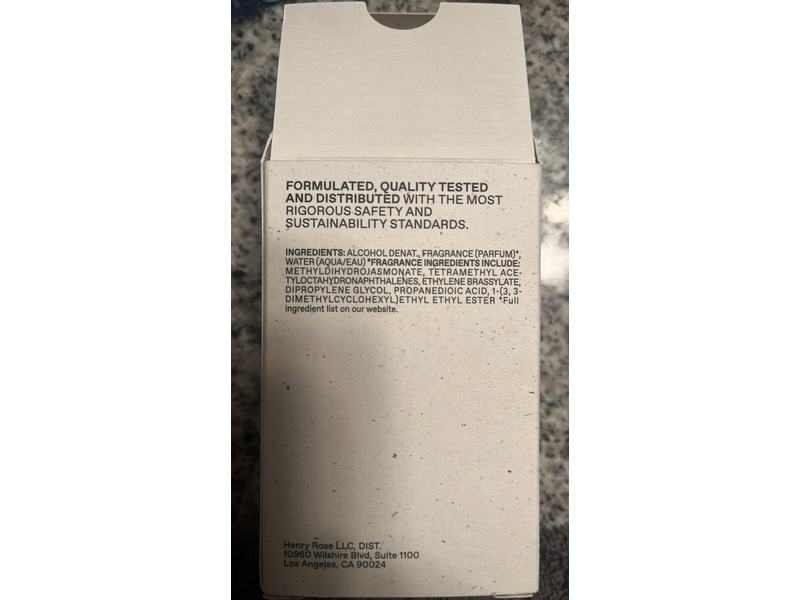 FORMULATED, QUALITY TESTED
AND DISTRIBUTED WITH THE MOST
RIGOROUS SAFETY AND
SUSTAINABILITY STANDARDS.
INGREDIENTS: ALCOHOL DENAT., FRAGRANCE (PARFUM)*,
WATER (AQUA/EAU) *FRAGRANCE INGREDIENTS INCLUDE:
METHYLDIHYDROJASMONATE, TETRAMETHYL ACE-
TYLOCTAHYDRONAPHTHALENES, ETHYLENE BRASSYLATE,
DIPROPYLENE GLYCOL, PROPANEDIOIC ACID, 1-(3, 3-
DIMETHYLCYCLOHEXYL)ETHYL ETHYL ESTER *Full
ingredient list on our website.
Henry Rose LLC, DIST.
10960 Wilshire Blvd, Suite 1100
Los Angeles, CA 90024